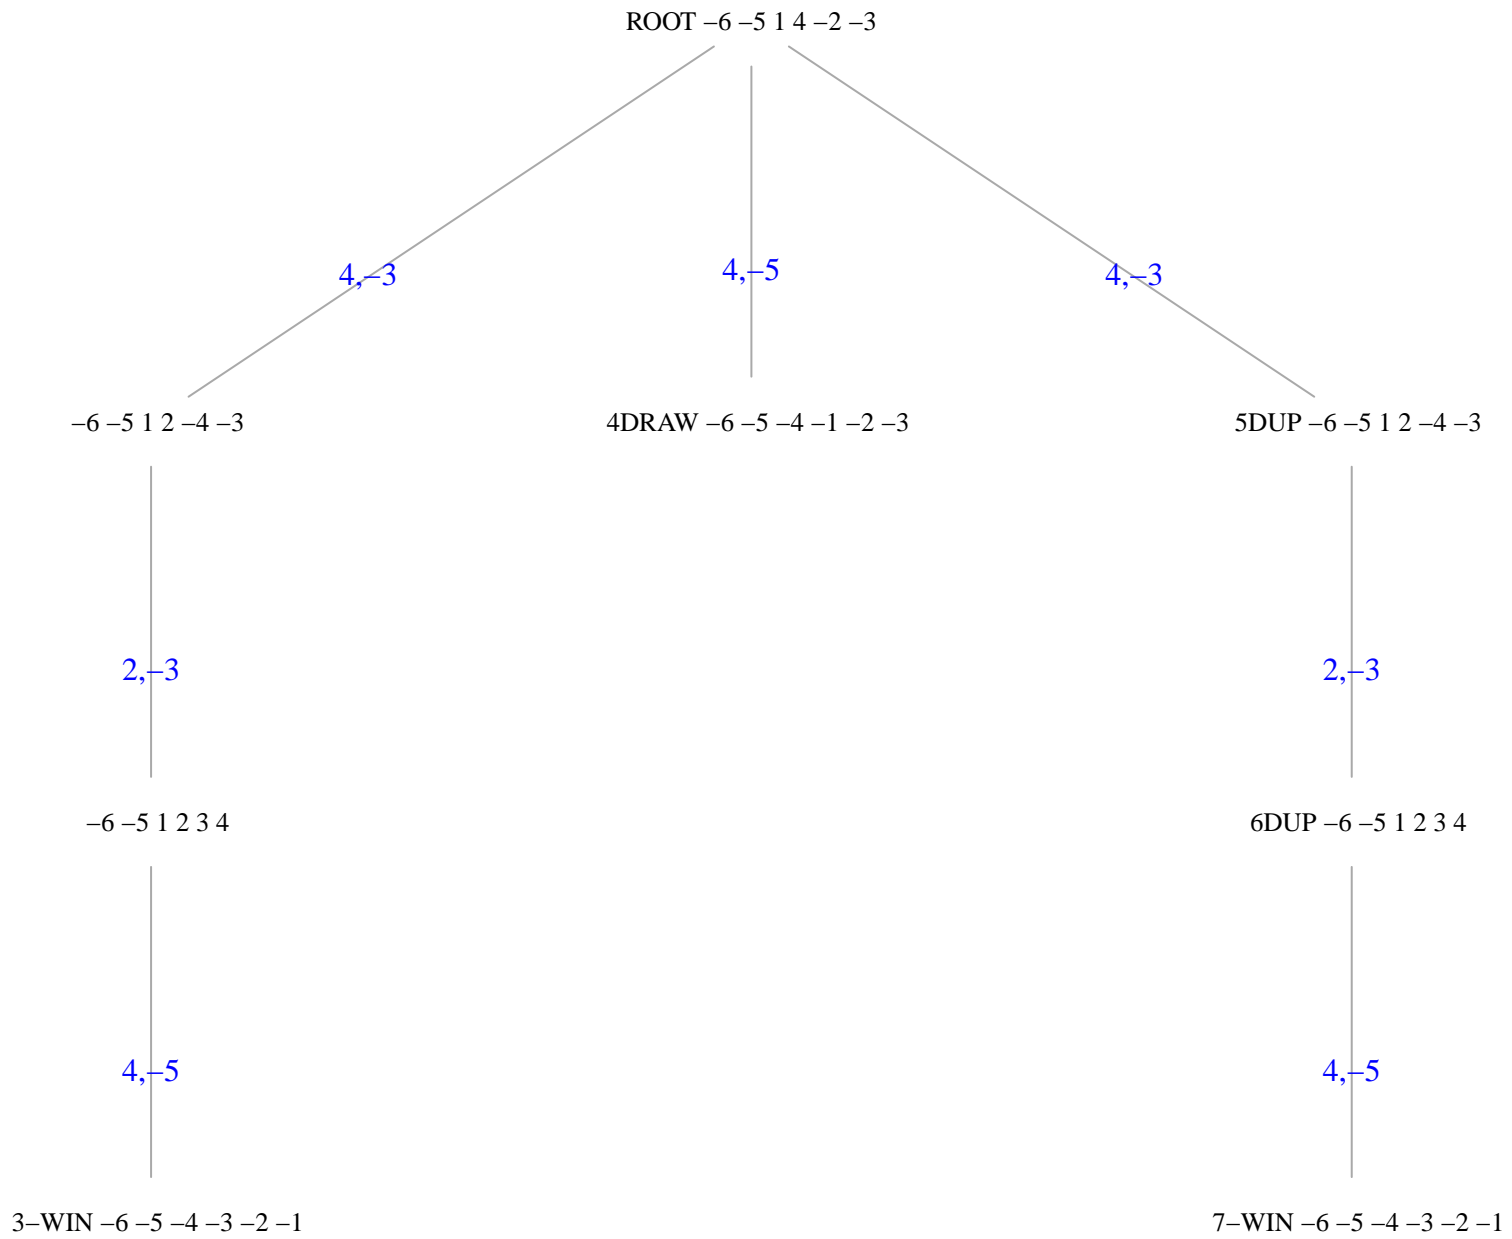 ROOT –6 –5 1 4 –2 –3
4,–3
4,–5
4,–3
–6 –5 1 2 –4 –3
4DRAW –6 –5 –4 –1 –2 –3
5DUP –6 –5 1 2 –4 –3
2,–3
2,–3
–6 –5 1 2 3 4
6DUP –6 –5 1 2 3 4
4,–5
4,–5
3–WIN –6 –5 –4 –3 –2 –1
7–WIN –6 –5 –4 –3 –2 –1